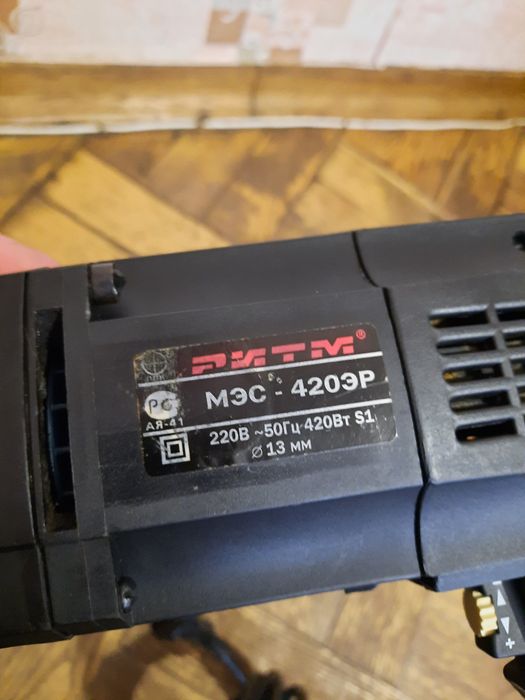 РИТМ®
МЭС - 420ЭР
РС
АЯ-41
220В ~50Гц 420Вт S1
⌀ 13 мм
- +